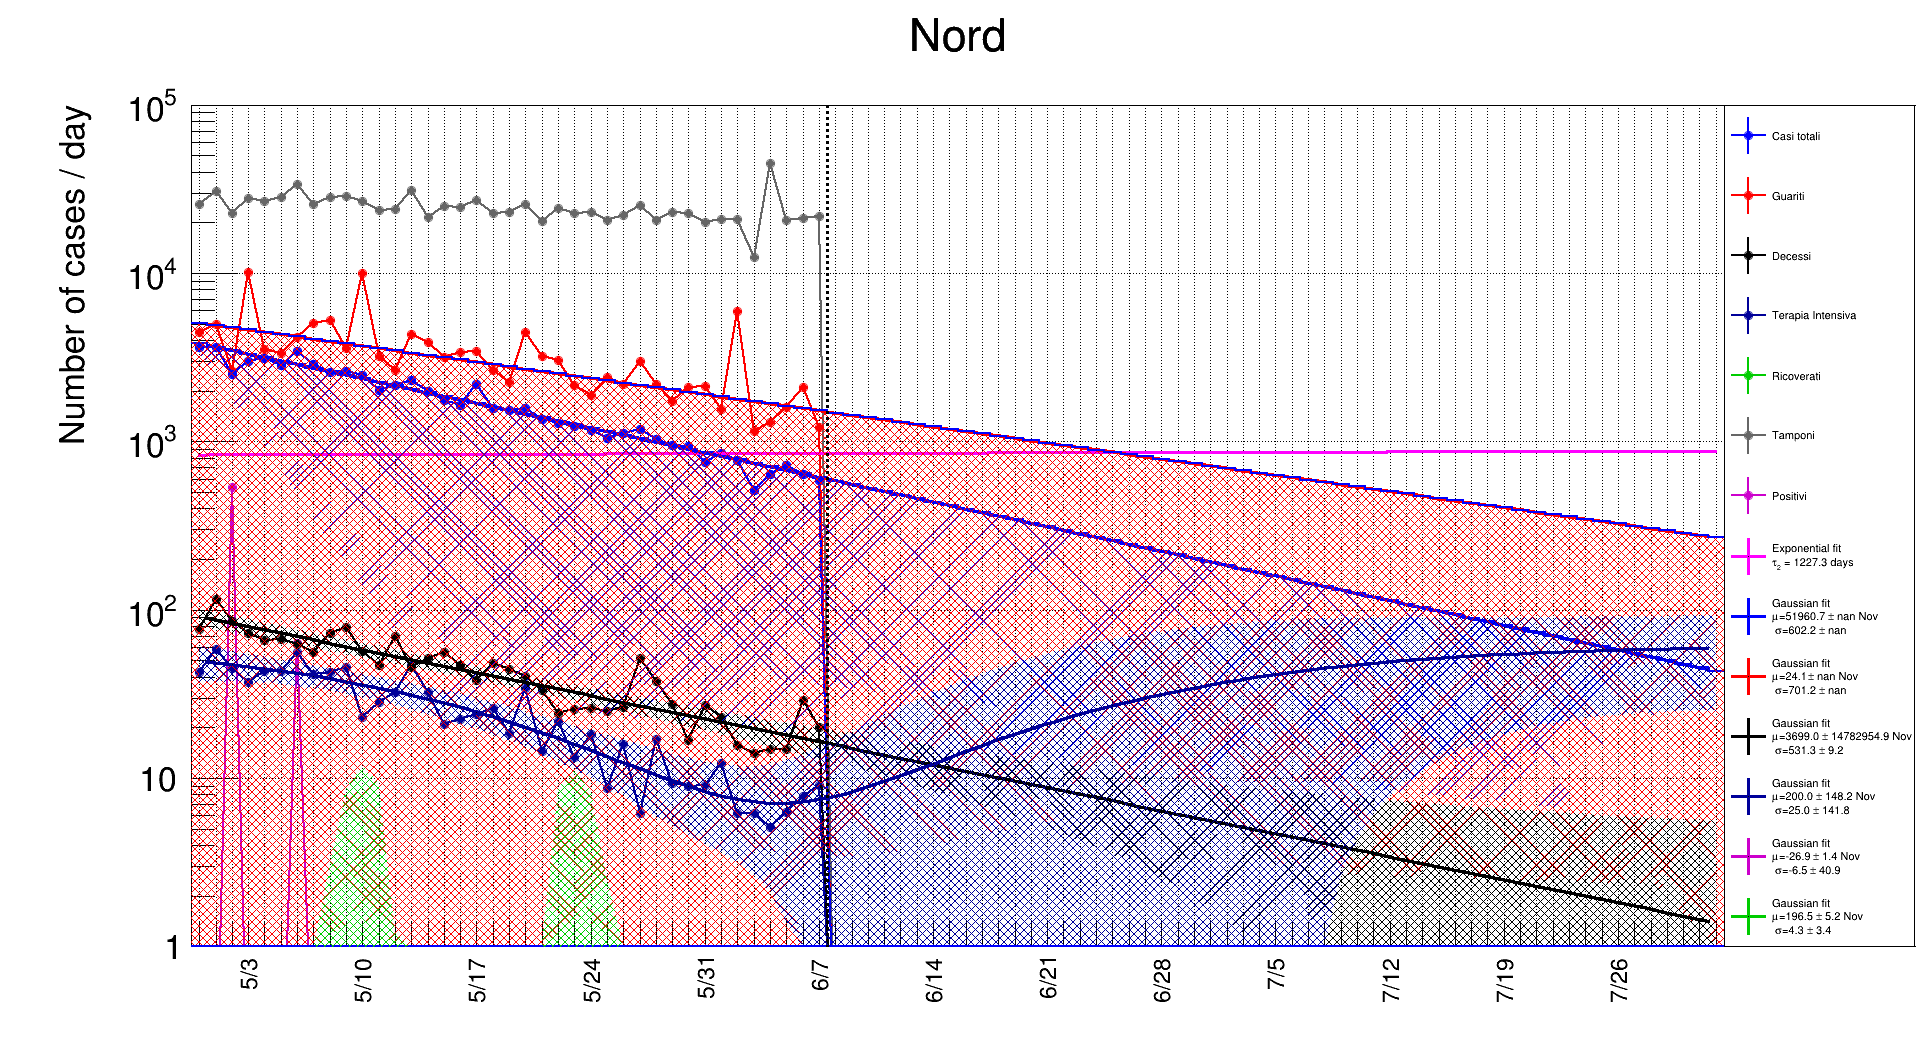 Nord
Number of cases / day
10^5
10^4
10^3
10^2
10
1
5/3
5/10
5/17
5/24
5/31
6/7
6/14
6/21
6/28
7/5
7/12
7/19
7/26
Casi totali
Guariti
Decessi
Terapia Intensiva
Ricoverati
Tamponi
Positivi
Exponential fit
τ_2 = 1227.3 days
Gaussian fit
μ=51960.7 ± nan Nov
σ=602.2 ± nan
Gaussian fit
μ=24.1 ± nan Nov
σ=701.2 ± nan
Gaussian fit
μ=3699.0 ± 14782954.9 Nov
σ=531.3 ± 9.2
Gaussian fit
μ=200.0 ± 148.2 Nov
σ=25.0 ± 141.8
Gaussian fit
μ=-26.9 ± 1.4 Nov
σ=-6.5 ± 40.9
Gaussian fit
μ=196.5 ± 5.2 Nov
σ=4.3 ± 3.4